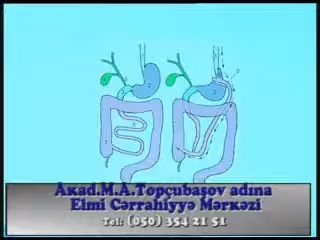 Akad.M.A.Topçubaşov adına
Elmi Cərrahiyyə Mərkəzi
Tel: (050) 354 21 51